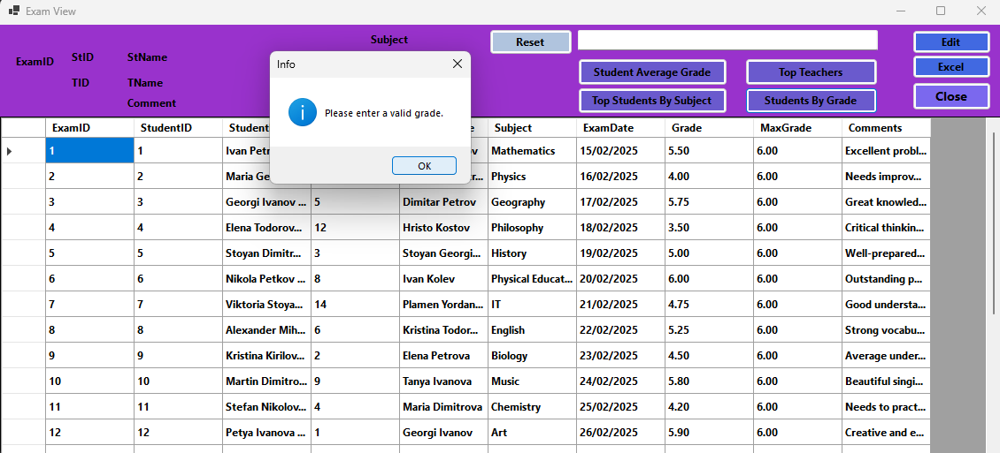 Exam View
Subject
Reset
Edit
ExamID
StID
StName
Student Average Grade
Top Teachers
Excel
TID
TName
Top Students By Subject
Students By Grade
Close
Comment
Info
Please enter a valid grade.
OK
ExamID StudentID Subject ExamDate Grade MaxGrade Comments
1 1 Ivan 15/02/2025 Mathematics 5.50 6.00 Excellent probl...
2 2 Maria Physics 16/02/2025 4.00 6.00 Needs improv...
3 3 Georgi Ivanov ... 5 Dimitar Petrov Geography 17/02/2025 5.75 6.00 Great knowled...
4 4 Elena Todorov... 12 Hristo Kostov Philosophy 18/02/2025 3.50 6.00 Critical thinkin...
5 5 Stoyan Dimitr... 3 Stoyan Georgi... History 19/02/2025 5.00 6.00 Well-prepared...
6 6 Nikola Petkov ... 8 Ivan Kolev Physical Educat... 20/02/2025 6.00 6.00 Outstanding p...
7 7 Viktoria Stoya... 14 Plamen Yordan... IT 21/02/2025 4.75 6.00 Good understa...
8 8 Alexander Mih... 6 Kristina Todor... English 22/02/2025 5.25 6.00 Strong vocabu...
9 9 Kristina Kirilov... 2 Elena Petrova Biology 23/02/2025 4.50 6.00 Average under...
10 10 Martin Dimitro... 9 Tanya Ivanova Music 24/02/2025 5.80 6.00 Beautiful singi...
11 11 Stefan Nikolov... 4 Maria Dimitrova Chemistry 25/02/2025 4.20 6.00 Needs to pract...
12 12 Petya Ivanova ... 1 Georgi Ivanov Art 26/02/2025 5.90 6.00 Creative and e...